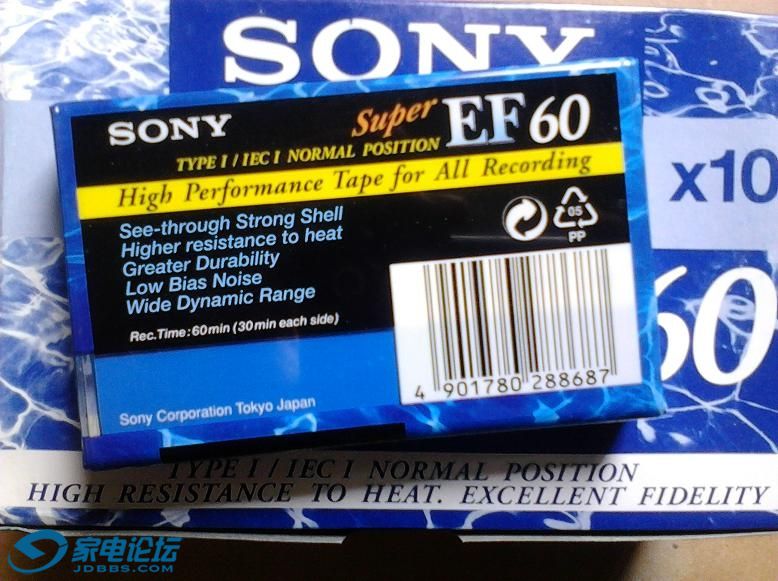 SONY
SONY
Super EF 60
TYPE I / IEC I NORMAL POSITION
High Performance Tape for All Recording
x10
See-through Strong Shell
Higher resistance to heat
Greater Durability
Low Bias Noise
Wide Dynamic Range
05
PP
Rec.Time:60min (30min each side)
60
4 901780 288687
Sony Corporation Tokyo Japan
TYPE I / IEC I NORMAL POSITION
HIGH RESISTANCE TO HEAT. EXCELLENT FIDELITY
家电论坛
JDBBS.COM